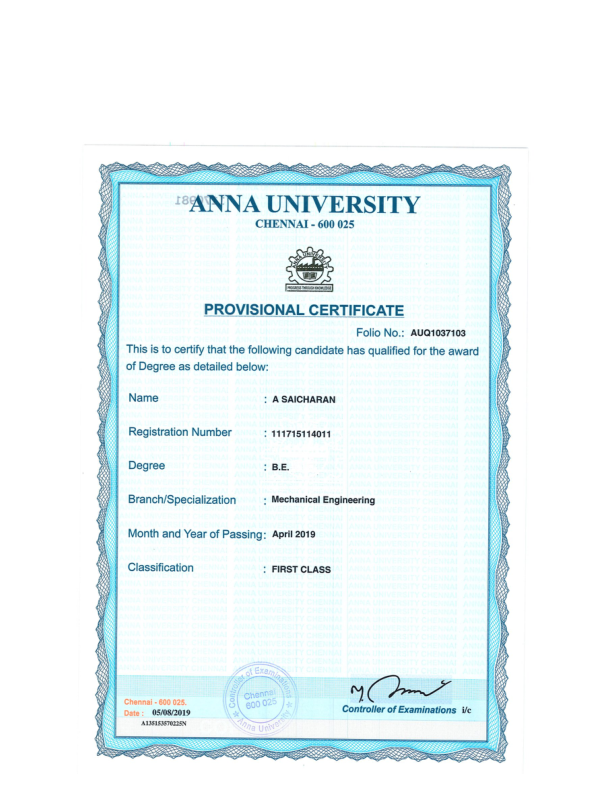 ANNA UNIVERSITY
CHENNAI - 600 025
ANNA UNIVERSITY
PROGRESS THROUGH KNOWLEDGE
PROVISIONAL CERTIFICATE
Folio No.: AUQ1037103
This is to certify that the following candidate has qualified for the award
of Degree as detailed below:
Name : A SAICHARAN
Registration Number : 111715114011
Degree : B.E.
Branch/Specialization : Mechanical Engineering
Month and Year of Passing : April 2019
Classification : FIRST CLASS
Controller of Examinations
Chennai
600 025
Anna University
Controller of Examinations i/c
Chennai - 600 025.
Date : 05/08/2019
A135153570225N